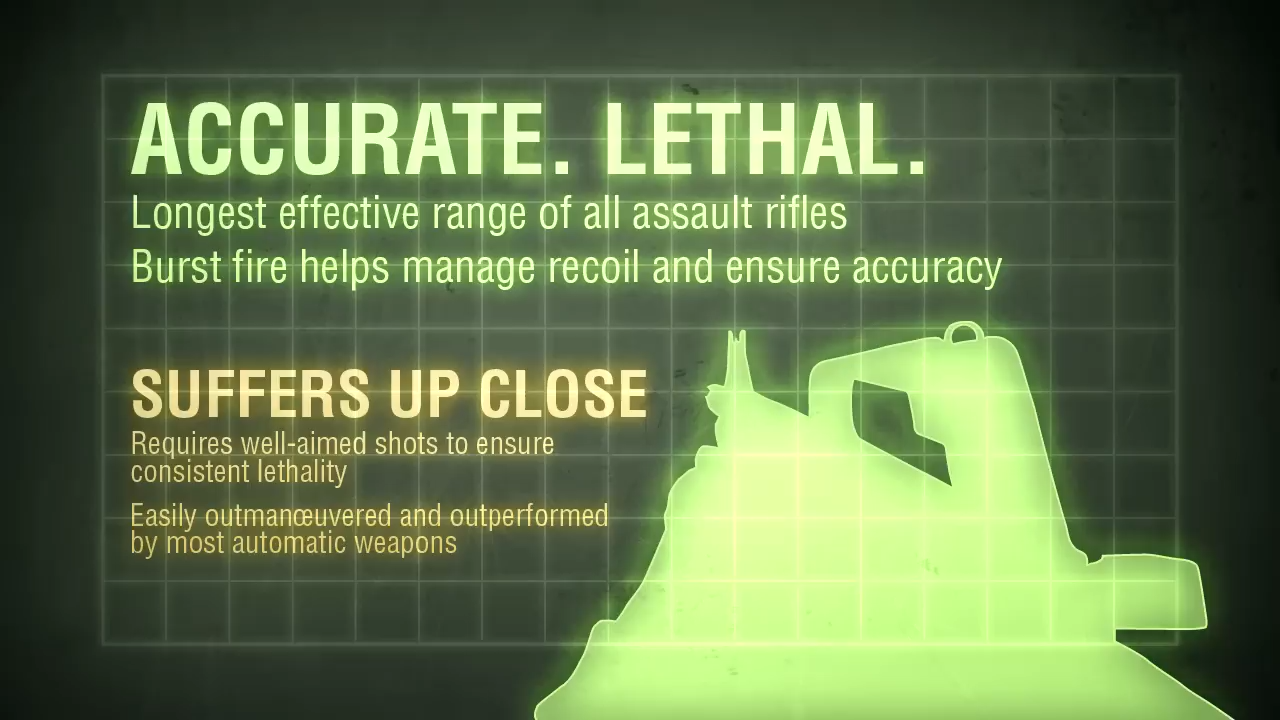 ACCURATE. LETHAL.
Longest effective range of all assault rifles
Burst fire helps manage recoil and ensure accuracy
SUFFERS UP CLOSE
Requires well-aimed shots to ensure
consistent lethality
Easily outmanœuvered and outperformed
by most automatic weapons